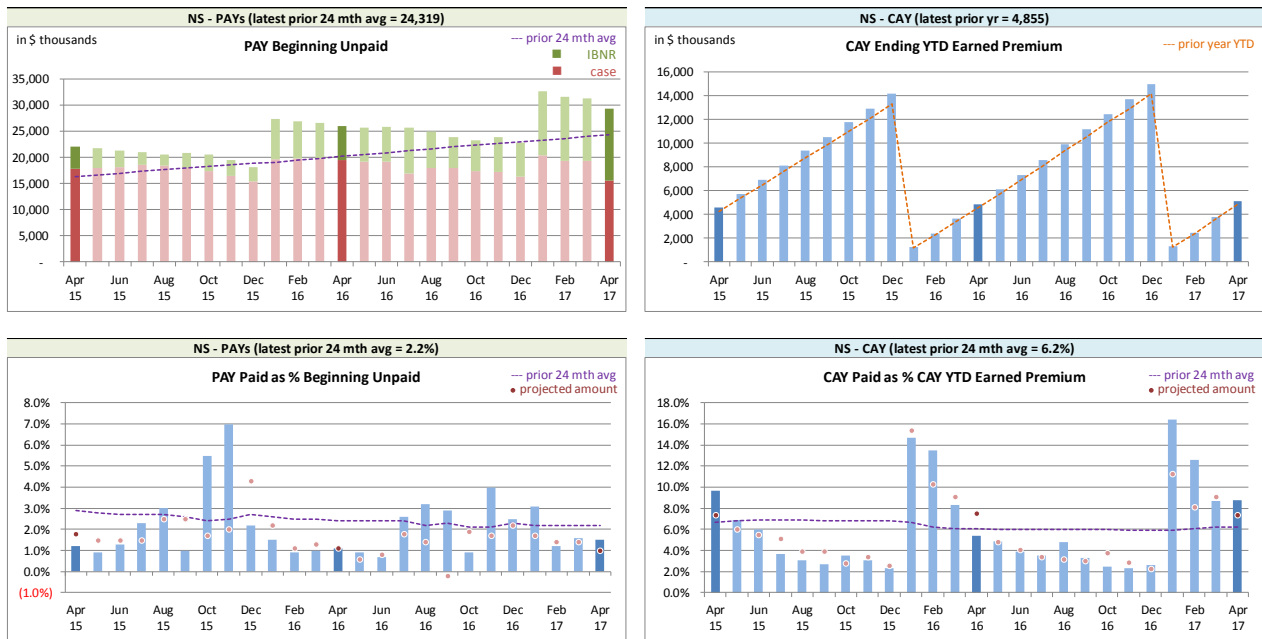 NS - PAYs (latest prior 24 mth avg = 24,319)
in $ thousands
PAY Beginning Unpaid
--- prior 24 mth avg
IBNR
case
35,000
30,000
25,000
20,000
15,000
10,000
5,000
-
Apr 15 Jun 15 Aug 15 Oct 15 Dec 15 Feb 16 Apr 16 Jun 16 Aug 16 Oct 16 Dec 16 Feb 17 Apr 17
NS - CAY (latest prior yr = 4,855)
in $ thousands
CAY Ending YTD Earned Premium
--- prior year YTD
16,000
14,000
12,000
10,000
8,000
6,000
4,000
2,000
-
Apr 15 Jun 15 Aug 15 Oct 15 Dec 15 Feb 16 Apr 16 Jun 16 Aug 16 Oct 16 Dec 16 Feb 17 Apr 17
NS - PAYs (latest prior 24 mth avg = 2.2%)
PAY Paid as % Beginning Unpaid
--- prior 24 mth avg
projected amount
8.0%
7.0%
6.0%
5.0%
4.0%
3.0%
2.0%
1.0%
0.0%
(1.0%)
Apr 15 Jun 15 Aug 15 Oct 15 Dec 15 Feb 16 Apr 16 Jun 16 Aug 16 Oct 16 Dec 16 Feb 17 Apr 17
NS - CAY (latest prior 24 mth avg = 6.2%)
CAY Paid as % CAY YTD Earned Premium
--- prior 24 mth avg
projected amount
18.0%
16.0%
14.0%
12.0%
10.0%
8.0%
6.0%
4.0%
2.0%
0.0%
Apr 15 Jun 15 Aug 15 Oct 15 Dec 15 Feb 16 Apr 16 Jun 16 Aug 16 Oct 16 Dec 16 Feb 17 Apr 17